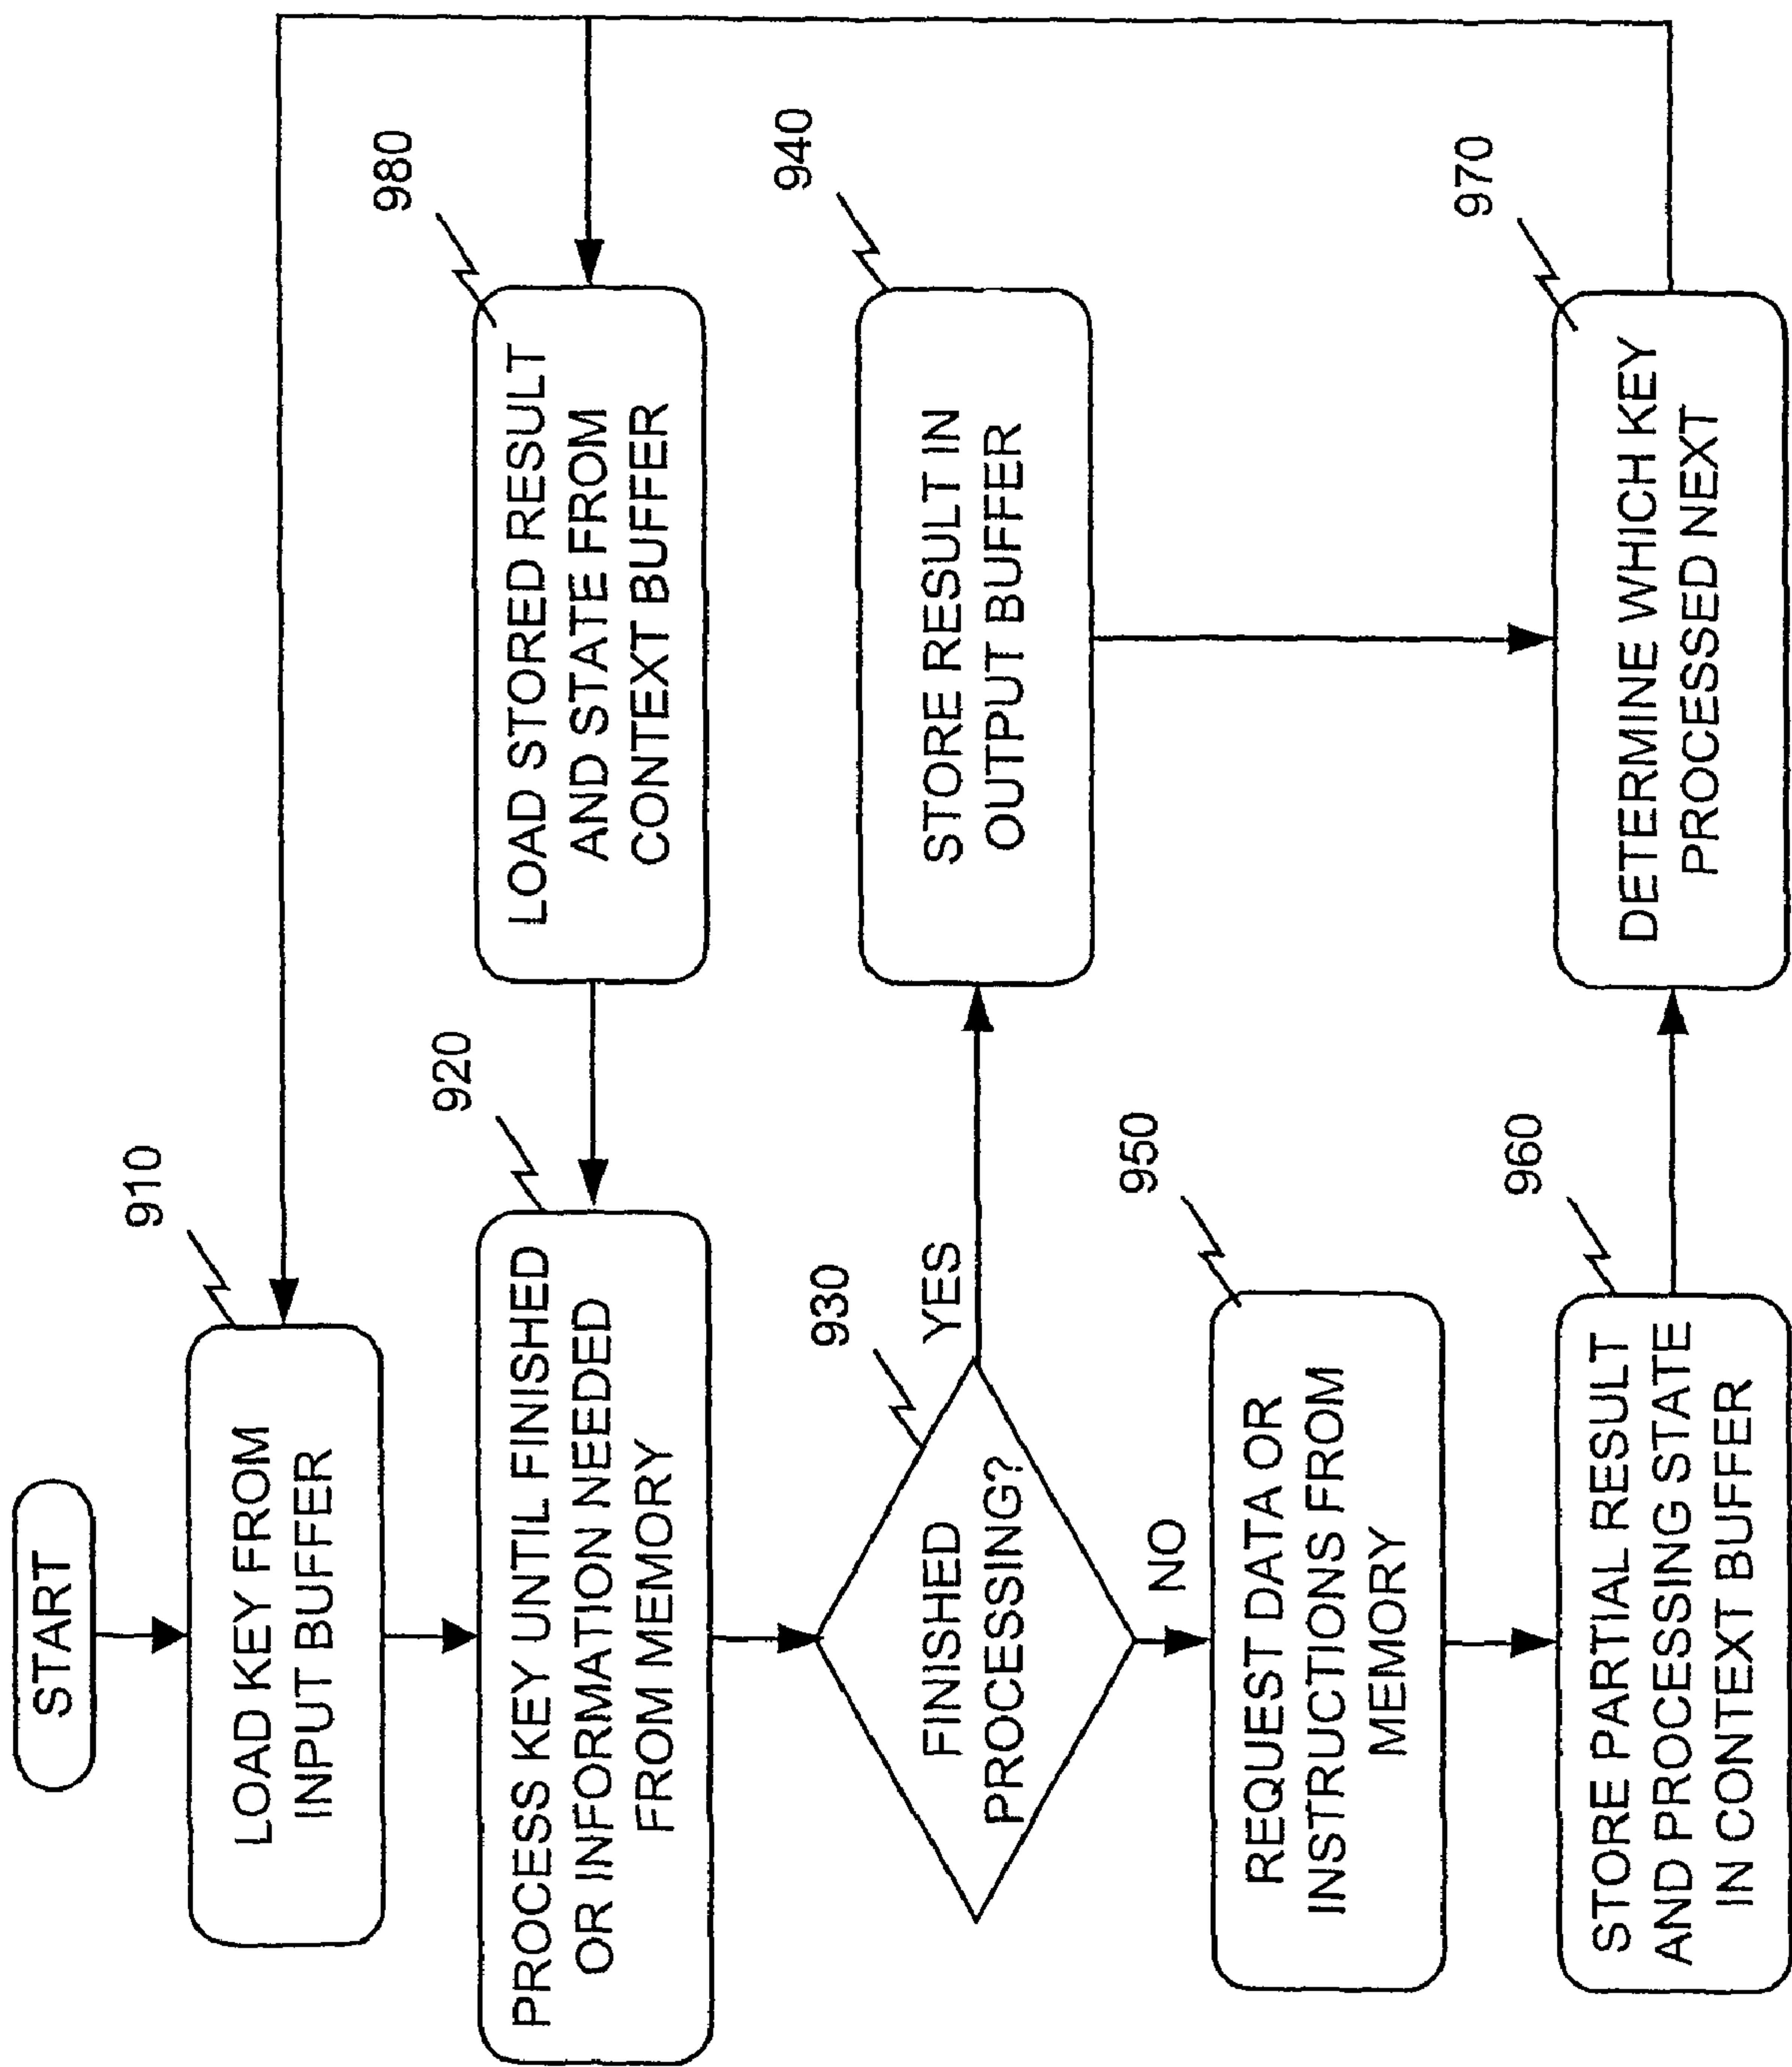 START
910
LOAD KEY FROM
INPUT BUFFER
920
PROCESS KEY UNTIL FINISHED
OR INFORMATION NEEDED
FROM MEMORY
980
LOAD STORED RESULT
AND STATE FROM
CONTEXT BUFFER
930
FINISHED
PROCESSING?
YES
940
STORE RESULT IN
OUTPUT BUFFER
NO
950
REQUEST DATA OR
INSTRUCTIONS FROM
MEMORY
960
STORE PARTIAL RESULT
AND PROCESSING STATE
IN CONTEXT BUFFER
970
DETERMINE WHICH KEY
PROCESSED NEXT